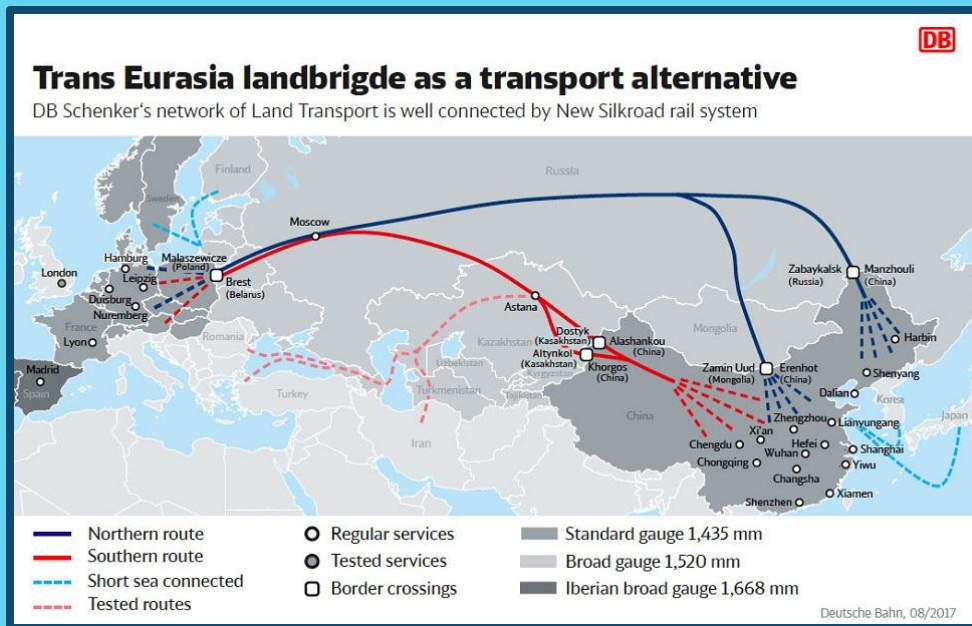 DB
Trans Eurasia landbrigde as a transport alternative
DB Schenker's network of Land Transport is well connected by New Silkroad rail system
Finland
Russia
Sweden
Moscow
Hamburg
Malaszewicze
(Poland)
London
Leipzig
Brest
(Belarus)
Duisburg
Nuremberg
France
Lyon
Romania
Madrid
Spain
Turkey
Astana
Kazakhstan
Uzbekistan
Kyrgyzstan
Turkmenistan
Tojikistan
Iran
Dostyk
(Kasakhstan)
Alashankou
(China)
Altynkol
(Kasakhstan)
Khorgos
(China)
Mongolia
Zabaykalsk
(Russia)
Manzhouli
(China)
Harbin
Shenyang
Zamin Uud
(Mongolia)
Erenhot
(China)
Dalian
Korea
Japan
China
Zhengzhou
Lianyungang
Xi'an
Chengdu
Hefei
Shanghai
Wuhan
Chongqing
Yiwu
Changsha
Shenzhen
Xiamen
Northern route
Southern route
Short sea connected
Tested routes
Regular services
Tested services
Border crossings
Standard gauge 1,435 mm
Broad gauge 1,520 mm
Iberian broad gauge 1,668 mm
Deutsche Bahn, 08/2017